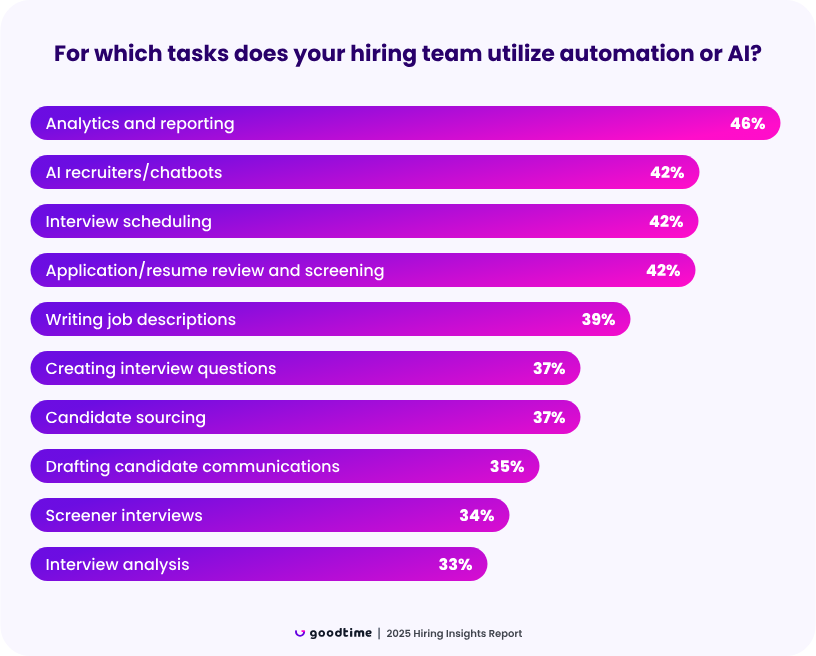 For which tasks does your hiring team utilize automation or AI?
Analytics and reporting 46%
AI recruiters/chatbots 42%
Interview scheduling 42%
Application/resume review and screening 42%
Writing job descriptions 39%
Creating interview questions 37%
Candidate sourcing 37%
Drafting candidate communications 35%
Screener interviews 34%
Interview analysis 33%
goodtime | 2025 Hiring Insights Report